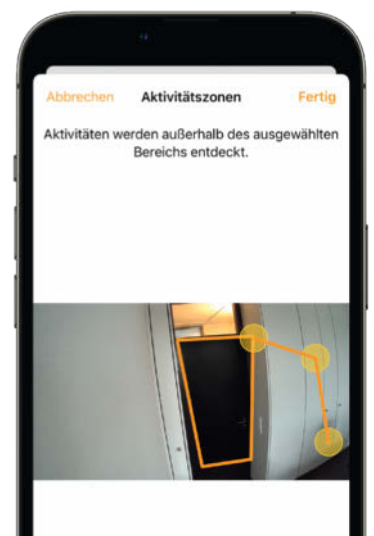 Abbrechen Aktivitätszonen Fertig
Aktivitäten werden außerhalb des ausgewählten
Bereichs entdeckt.